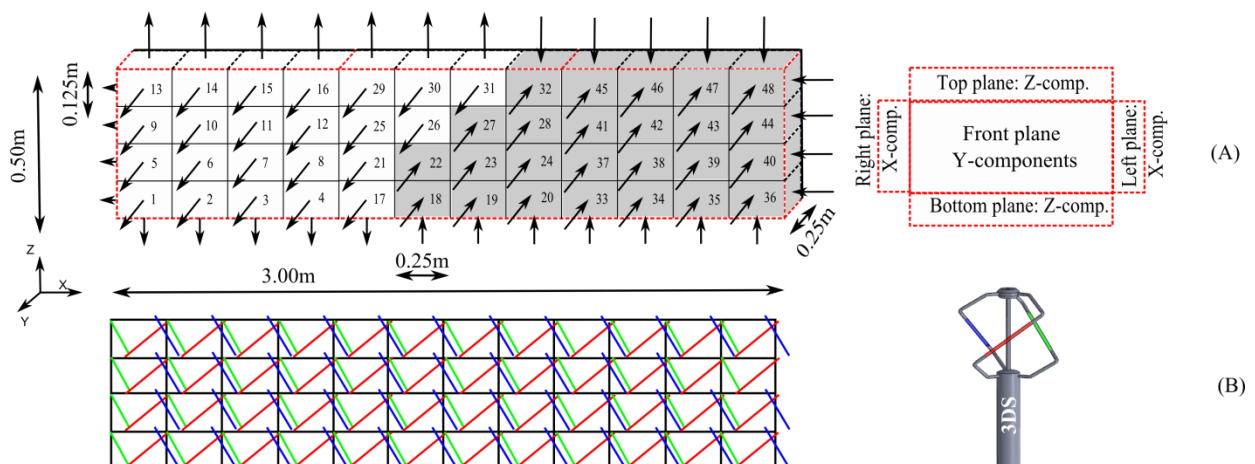 13 14 15 16 29 30 31 32 45 46 47 48
9 10 11 12 25 26 27 28 41 42 43 44
5 6 7 8 21 22 23 24 37 38 39 40
1 2 3 4 17 18 19 20 33 34 35 36
0.50m
0.125m
0.25m
0.25m
3.00m
Z
X
Y
Top plane: Z-comp.
Right plane:
X-comp.
Front plane
Y-components
Left plane:
X-comp.
Bottom plane: Z-comp.
(A)
3DS
(B)